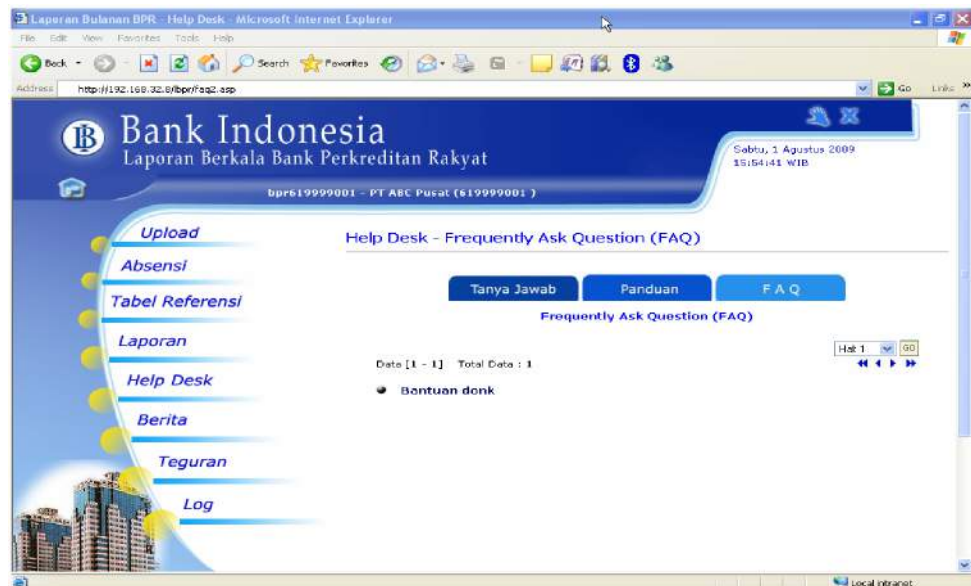 Laporan Bulanan BPR - Help Desk - Microsoft Internet Explorer
File Edit View Favorites Tools Help
Back Search Favorites
Address http://192.168.32.8/lbpr/faq2.asp Go Links »
Bank Indonesia
Laporan Berkala Bank Perkreditan Rakyat
Sabtu, 1 Agustus 2009
15:54:41 WIB
bpr619999001 - PT ABC Pusat (619999001 )
Upload
Absensi
Tabel Referensi
Laporan
Help Desk
Berita
Teguran
Log
Help Desk - Frequently Ask Question (FAQ)
Tanya Jawab Panduan F A Q
Frequently Ask Question (FAQ)
Hal 1 GO
Data [1 - 1] Total Data : 1
Bantuan donk
Local intranet